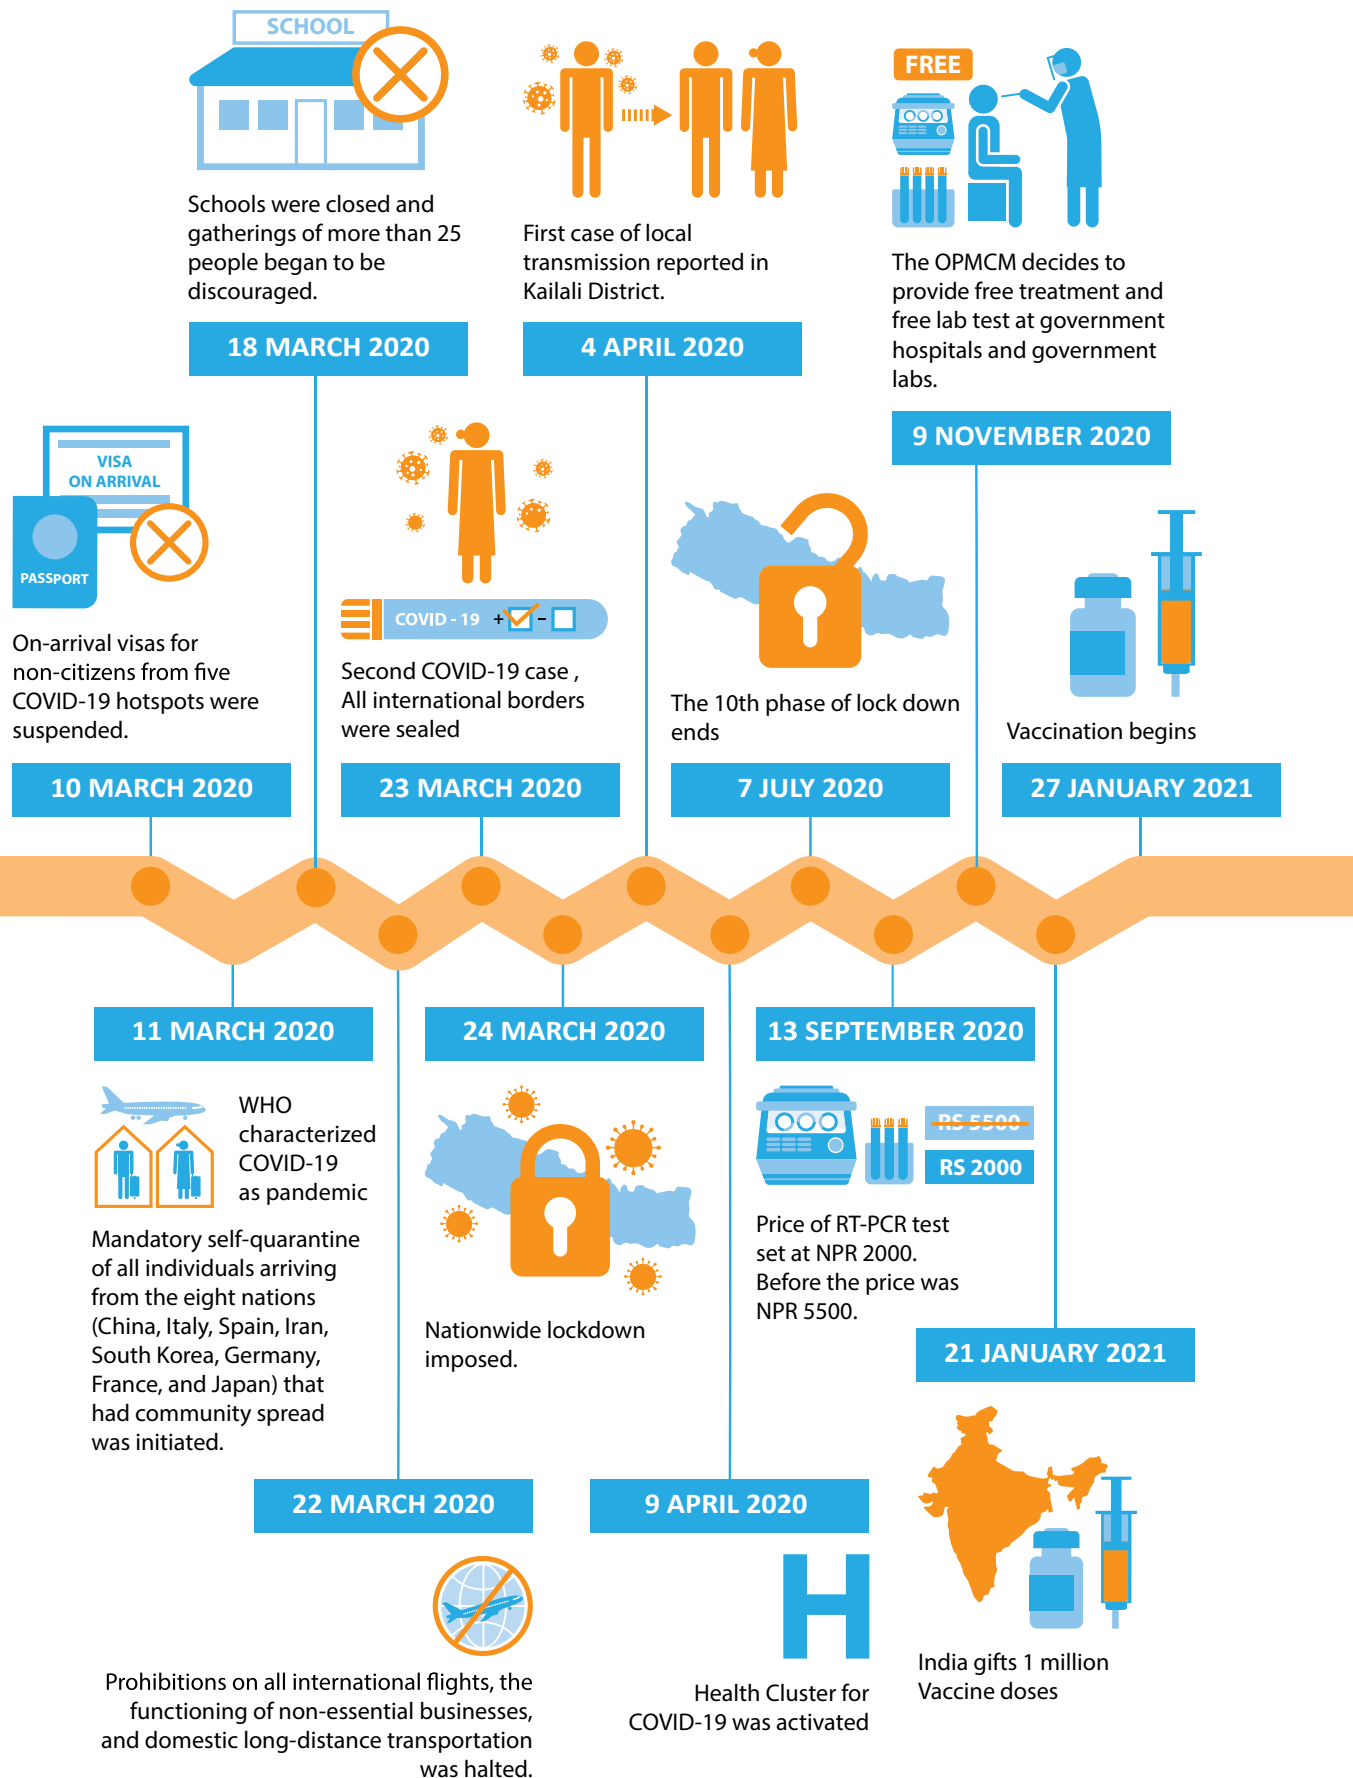 SCHOOL
Schools were closed and
gatherings of more than 25
people began to be
discouraged.
18 MARCH 2020
First case of local
transmission reported in
Kailali District.
4 APRIL 2020
FREE
The OPMCM decides to
provide free treatment and
free lab test at government
hospitals and government
labs.
9 NOVEMBER 2020
VISA
ON ARRIVAL
PASSPORT
On-arrival visas for
non-citizens from five
COVID-19 hotspots were
suspended.
10 MARCH 2020
COVID - 19 + -
Second COVID-19 case ,
All international borders
were sealed
23 MARCH 2020
The 10th phase of lock down
ends
7 JULY 2020
Vaccination begins
27 JANUARY 2021
11 MARCH 2020
WHO
characterized
COVID-19
as pandemic
Mandatory self-quarantine
of all individuals arriving
from the eight nations
(China, Italy, Spain, Iran,
South Korea, Germany,
France, and Japan) that
had community spread
was initiated.
24 MARCH 2020
Nationwide lockdown
imposed.
13 SEPTEMBER 2020
RS 5500
RS 2000
Price of RT-PCR test
set at NPR 2000.
Before the price was
NPR 5500.
21 JANUARY 2021
India gifts 1 million
Vaccine doses
22 MARCH 2020
Prohibitions on all international flights, the
functioning of non-essential businesses,
and domestic long-distance transportation
was halted.
9 APRIL 2020
H
Health Cluster for
COVID-19 was activated